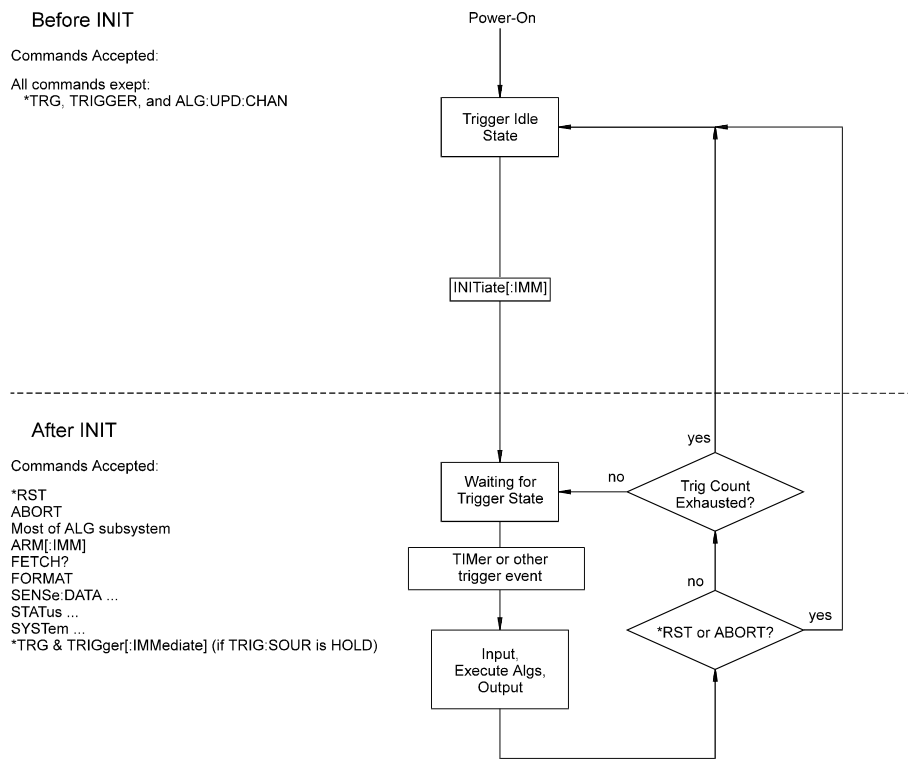 Before INIT
Commands Accepted:
All commands exept:
*TRG, TRIGGER, and ALG:UPD:CHAN
Power-On
Trigger Idle
State
INITiate[:IMM]
After INIT
Commands Accepted:
*RST
ABORT
Most of ALG subsystem
ARM[:IMM]
FETCH?
FORMAT
SENSe:DATA ...
STATus ...
SYSTem ...
*TRG & TRIGger[:IMMediate] (if TRIG:SOUR is HOLD)
Waiting for
Trigger State
TIMer or other
trigger event
Input,
Execute Algs,
Output
yes
no
Trig Count
Exhausted?
no
yes
*RST or ABORT?